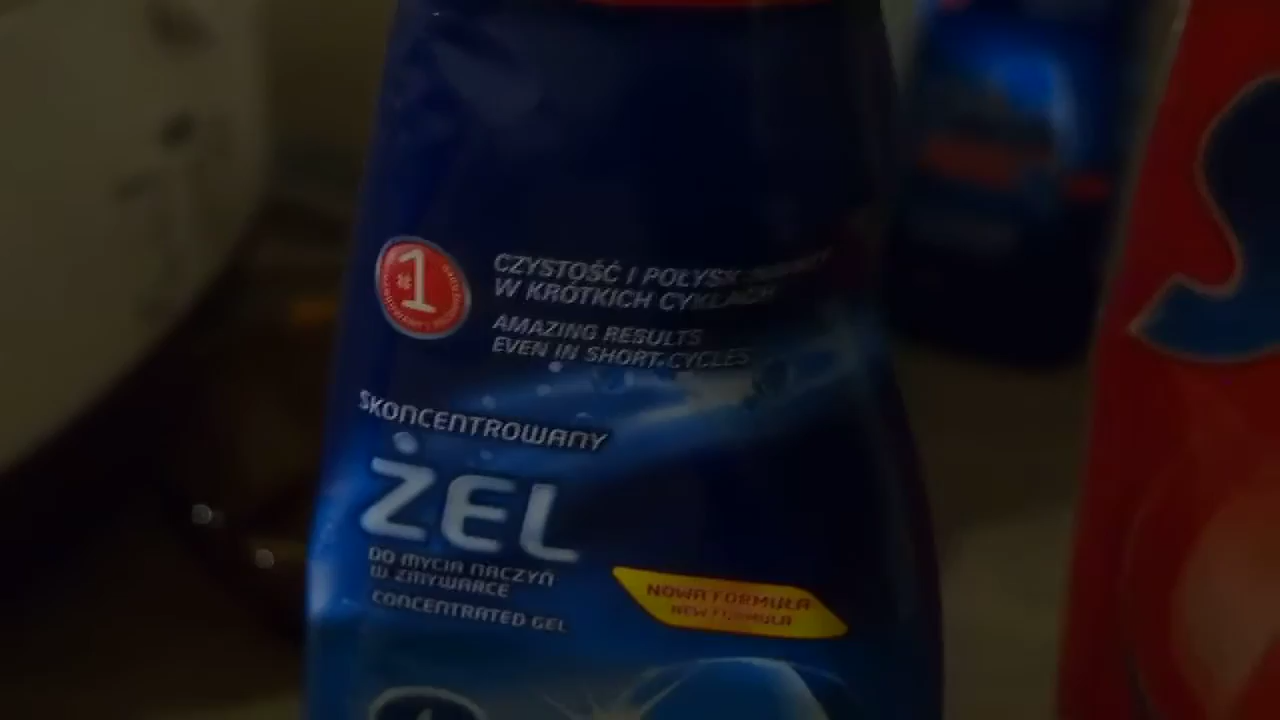 #1
CZYSTOŚĆ I POŁYSK
W KRÓTKICH CYKLACH
AMAZING RESULTS
EVEN IN SHORT CYCLES
SKONCENTROWANY
ŻEL
DO MYCIA NACZYŃ
W ZMYWARCE
CONCENTRATED GEL
NOWA FORMUŁA
NEW FORMULA